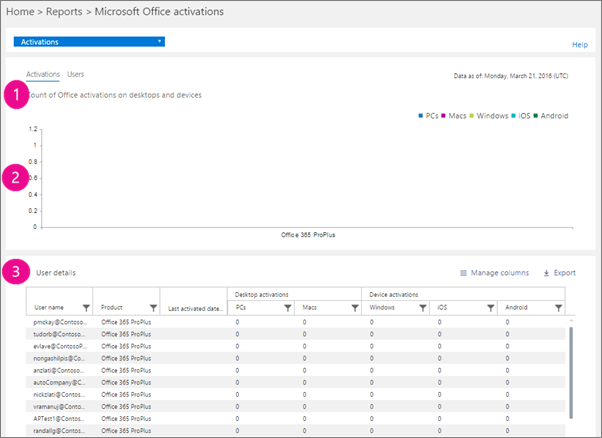 Home > Reports > Microsoft Office activations
Activations
Help
Activations Users
Data as of: Monday, March 21, 2016 (UTC)
1
Count of Office activations on desktops and devices
PCs Macs Windows iOS Android
1.2
1
0.8
2
0.6
0.4
0.2
0
Office 365 ProPlus
3
User details
Manage columns Export
Desktop activations Device activations
User name Product Last activated date... PCs Macs Windows iOS Android
pmckay@Contoso... Office 365 ProPlus 0 0 0 0 0
tudorb@Contoso... Office 365 ProPlus 0 0 0 0 0
evlave@ContosoP... Office 365 ProPlus 0 0 0 0 0
nongashilpis@Co... Office 365 ProPlus 0 0 0 0 0
anzlati@Contoso... Office 365 ProPlus 0 0 0 0 0
autoCompany@C... Office 365 ProPlus 0 0 0 0 0
nickzlati@Contos... Office 365 ProPlus 0 0 0 0 0
vramanuj@Conto... Office 365 ProPlus 0 0 0 0 0
APTest1@Contos... Office 365 ProPlus 0 0 0 0 0
randallg@Contos... Office 365 ProPlus 0 0 0 0 0